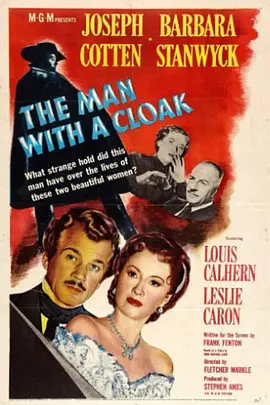 M-G-M PRESENTS
JOSEPH BARBARA
COTTEN STANWYCK
THE MAN
WITH A CLOAK
What strange hold did this
man have over the lives of
these two beautiful women?
Co-starring
LOUIS
CALHERN
LESLIE
CARON
Written for the Screen by
FRANK FENTON
Directed by
FLETCHER MARKLE
Produced by
STEPHEN AMES